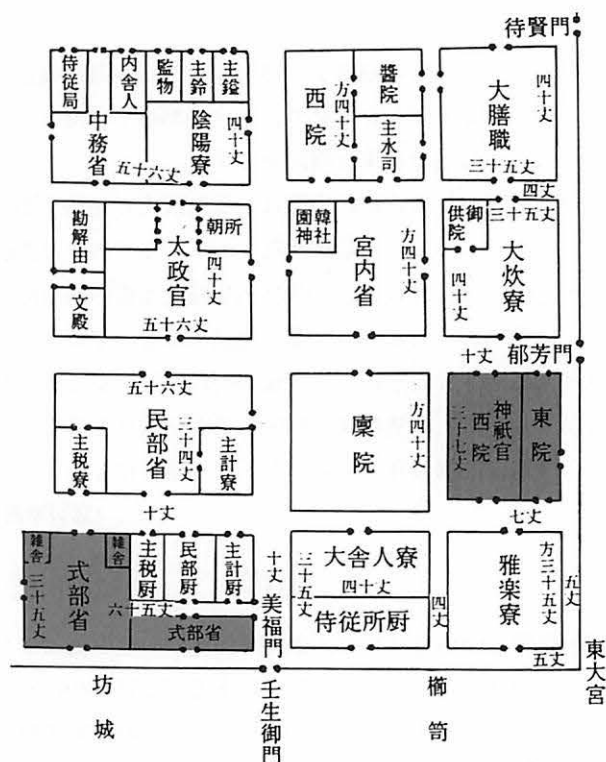 待賢門
侍従局
内舎人
監物
主鈴
主鎰
中務省
陰陽寮
四十丈
五十六丈
西院
方四十丈
醬院
主水司
大膳職
四十丈
三十五丈
四丈
勘解由
文殿
朝所
太政官
四十丈
五十六丈
園韓
神社
宮内省
方四十丈
供御
院
三十五丈
大炊寮
四十丈
十丈
郁芳門
五十六丈
民部省
三十四丈
主税寮
主計寮
十丈
廩院
方四十丈
神祇官
西院
三十七丈
東院
七丈
雑舎
雑舎
式部省
三十五丈
主税厨
民部厨
主計厨
六十五丈
式部省
十丈
美福門
大舎人寮
四十丈
三十五丈
侍従所厨
四丈
雅楽寮
方三十五丈
五丈
五丈
東大宮
坊城
壬生御門
櫛笥